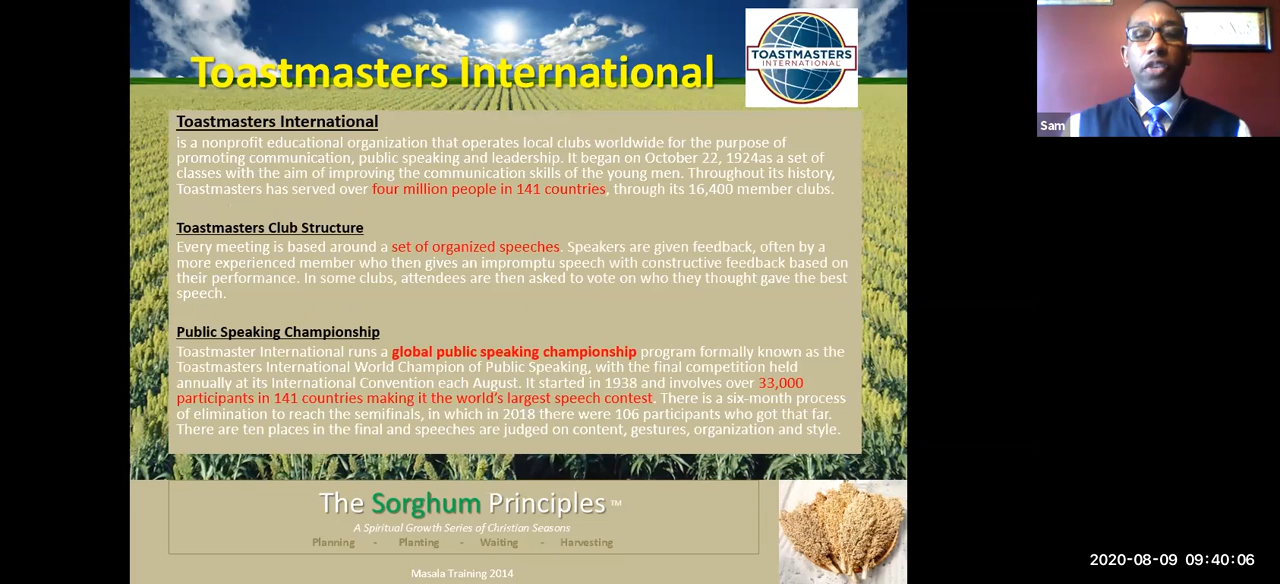 Toastmasters International
TOASTMASTERS
INTERNATIONAL
Toastmasters International
is a nonprofit educational organization that operates local clubs worldwide for the purpose of
promoting communication, public speaking and leadership. It began on October 22, 1924as a set of
classes with the aim of improving the communication skills of the young men. Throughout its history,
Toastmasters has served over four million people in 141 countries, through its 16,400 member clubs.
Toastmasters Club Structure
Every meeting is based around a set of organized speeches. Speakers are given feedback, often by a
more experienced member who then gives an impromptu speech with constructive feedback based on
their performance. In some clubs, attendees are then asked to vote on who they thought gave the best
speech.
Public Speaking Championship
Toastmaster International runs a global public speaking championship program formally known as the
Toastmasters International World Champion of Public Speaking, with the final competition held
annually at its International Convention each August. It started in 1938 and involves over 33,000
participants in 141 countries making it the world's largest speech contest. There is a six-month process
of elimination to reach the semifinals, in which in 2018 there were 106 participants who got that far.
There are ten places in the final and speeches are judged on content, gestures, organization and style.
The Sorghum Principles ™
A Spiritual Growth Series of Christian Seasons
Planning - Planting - Waiting - Harvesting
Masala Training 2014
Sam
2020-08-09 09:40:06